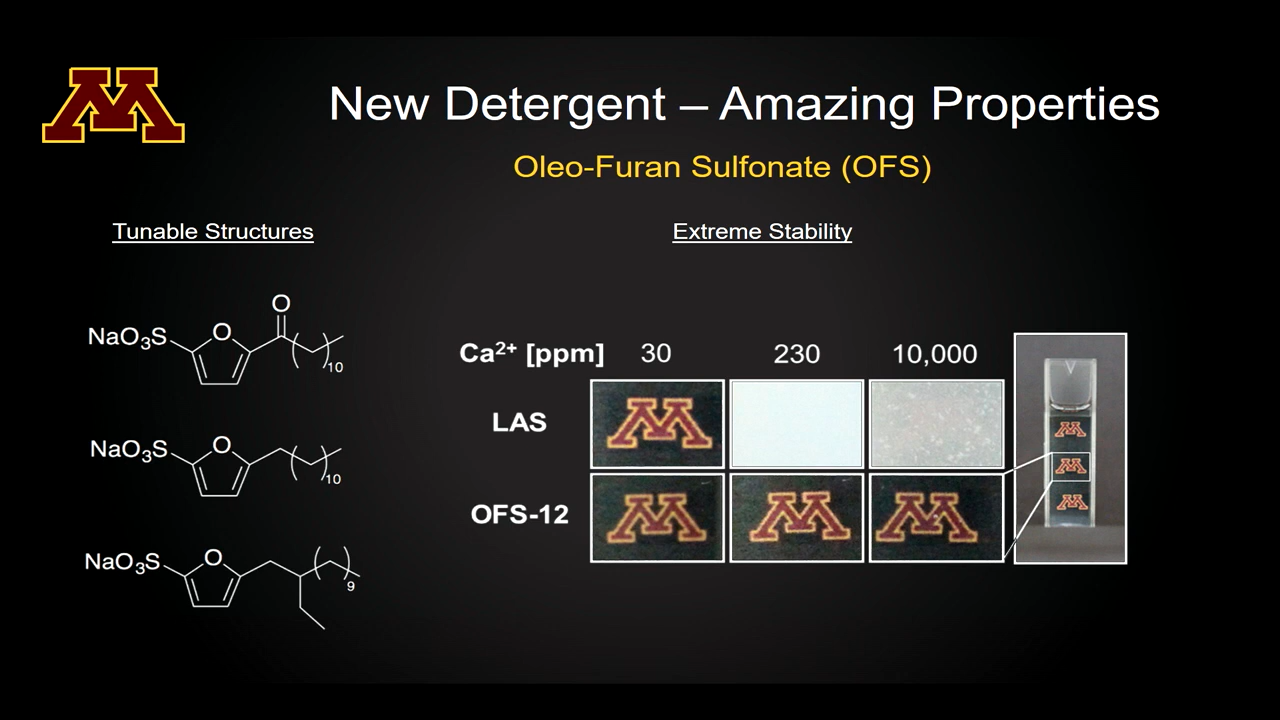 M
New Detergent – Amazing Properties
Oleo-Furan Sulfonate (OFS)
Tunable Structures
O
NaO₃S
O
10
NaO₃S
O
10
NaO₃S
O
9
Extreme Stability
Ca²⁺ [ppm] 30 230 10,000
LAS M
OFS-12 M M M
M
M
M